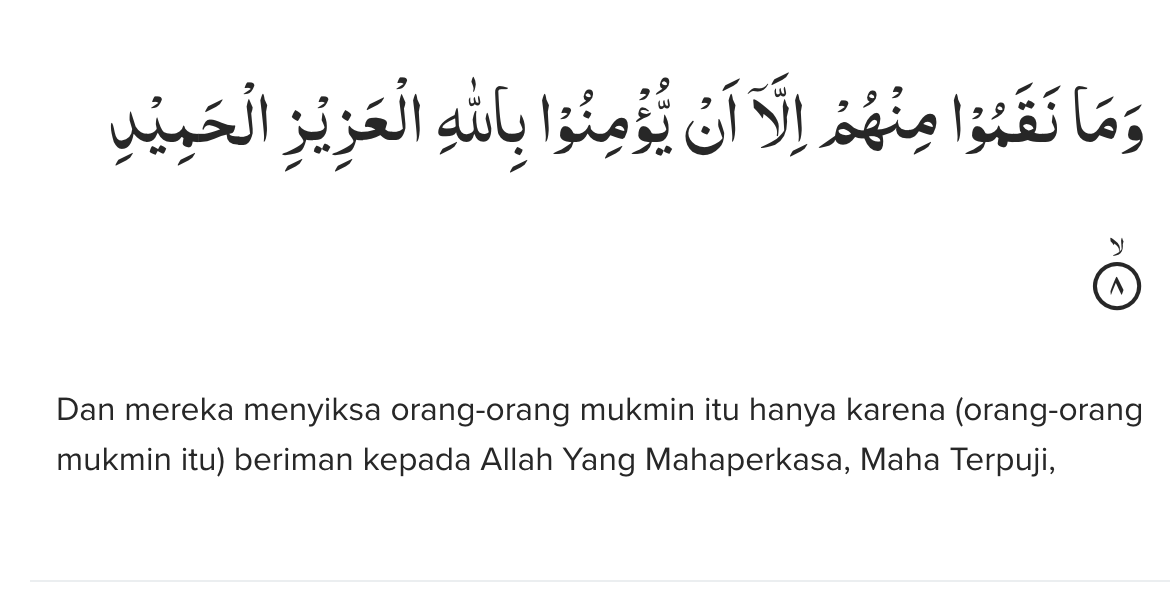 وَمَا نَقَمُوْا مِنْهُمْ اِلَّآ اَنْ يُّؤْمِنُوْا بِاللّٰهِ الْعَزِيْزِ الْحَمِيْدِ
ۙ
٨
Dan mereka menyiksa orang-orang mukmin itu hanya karena (orang-orang
mukmin itu) beriman kepada Allah Yang Mahaperkasa, Maha Terpuji,